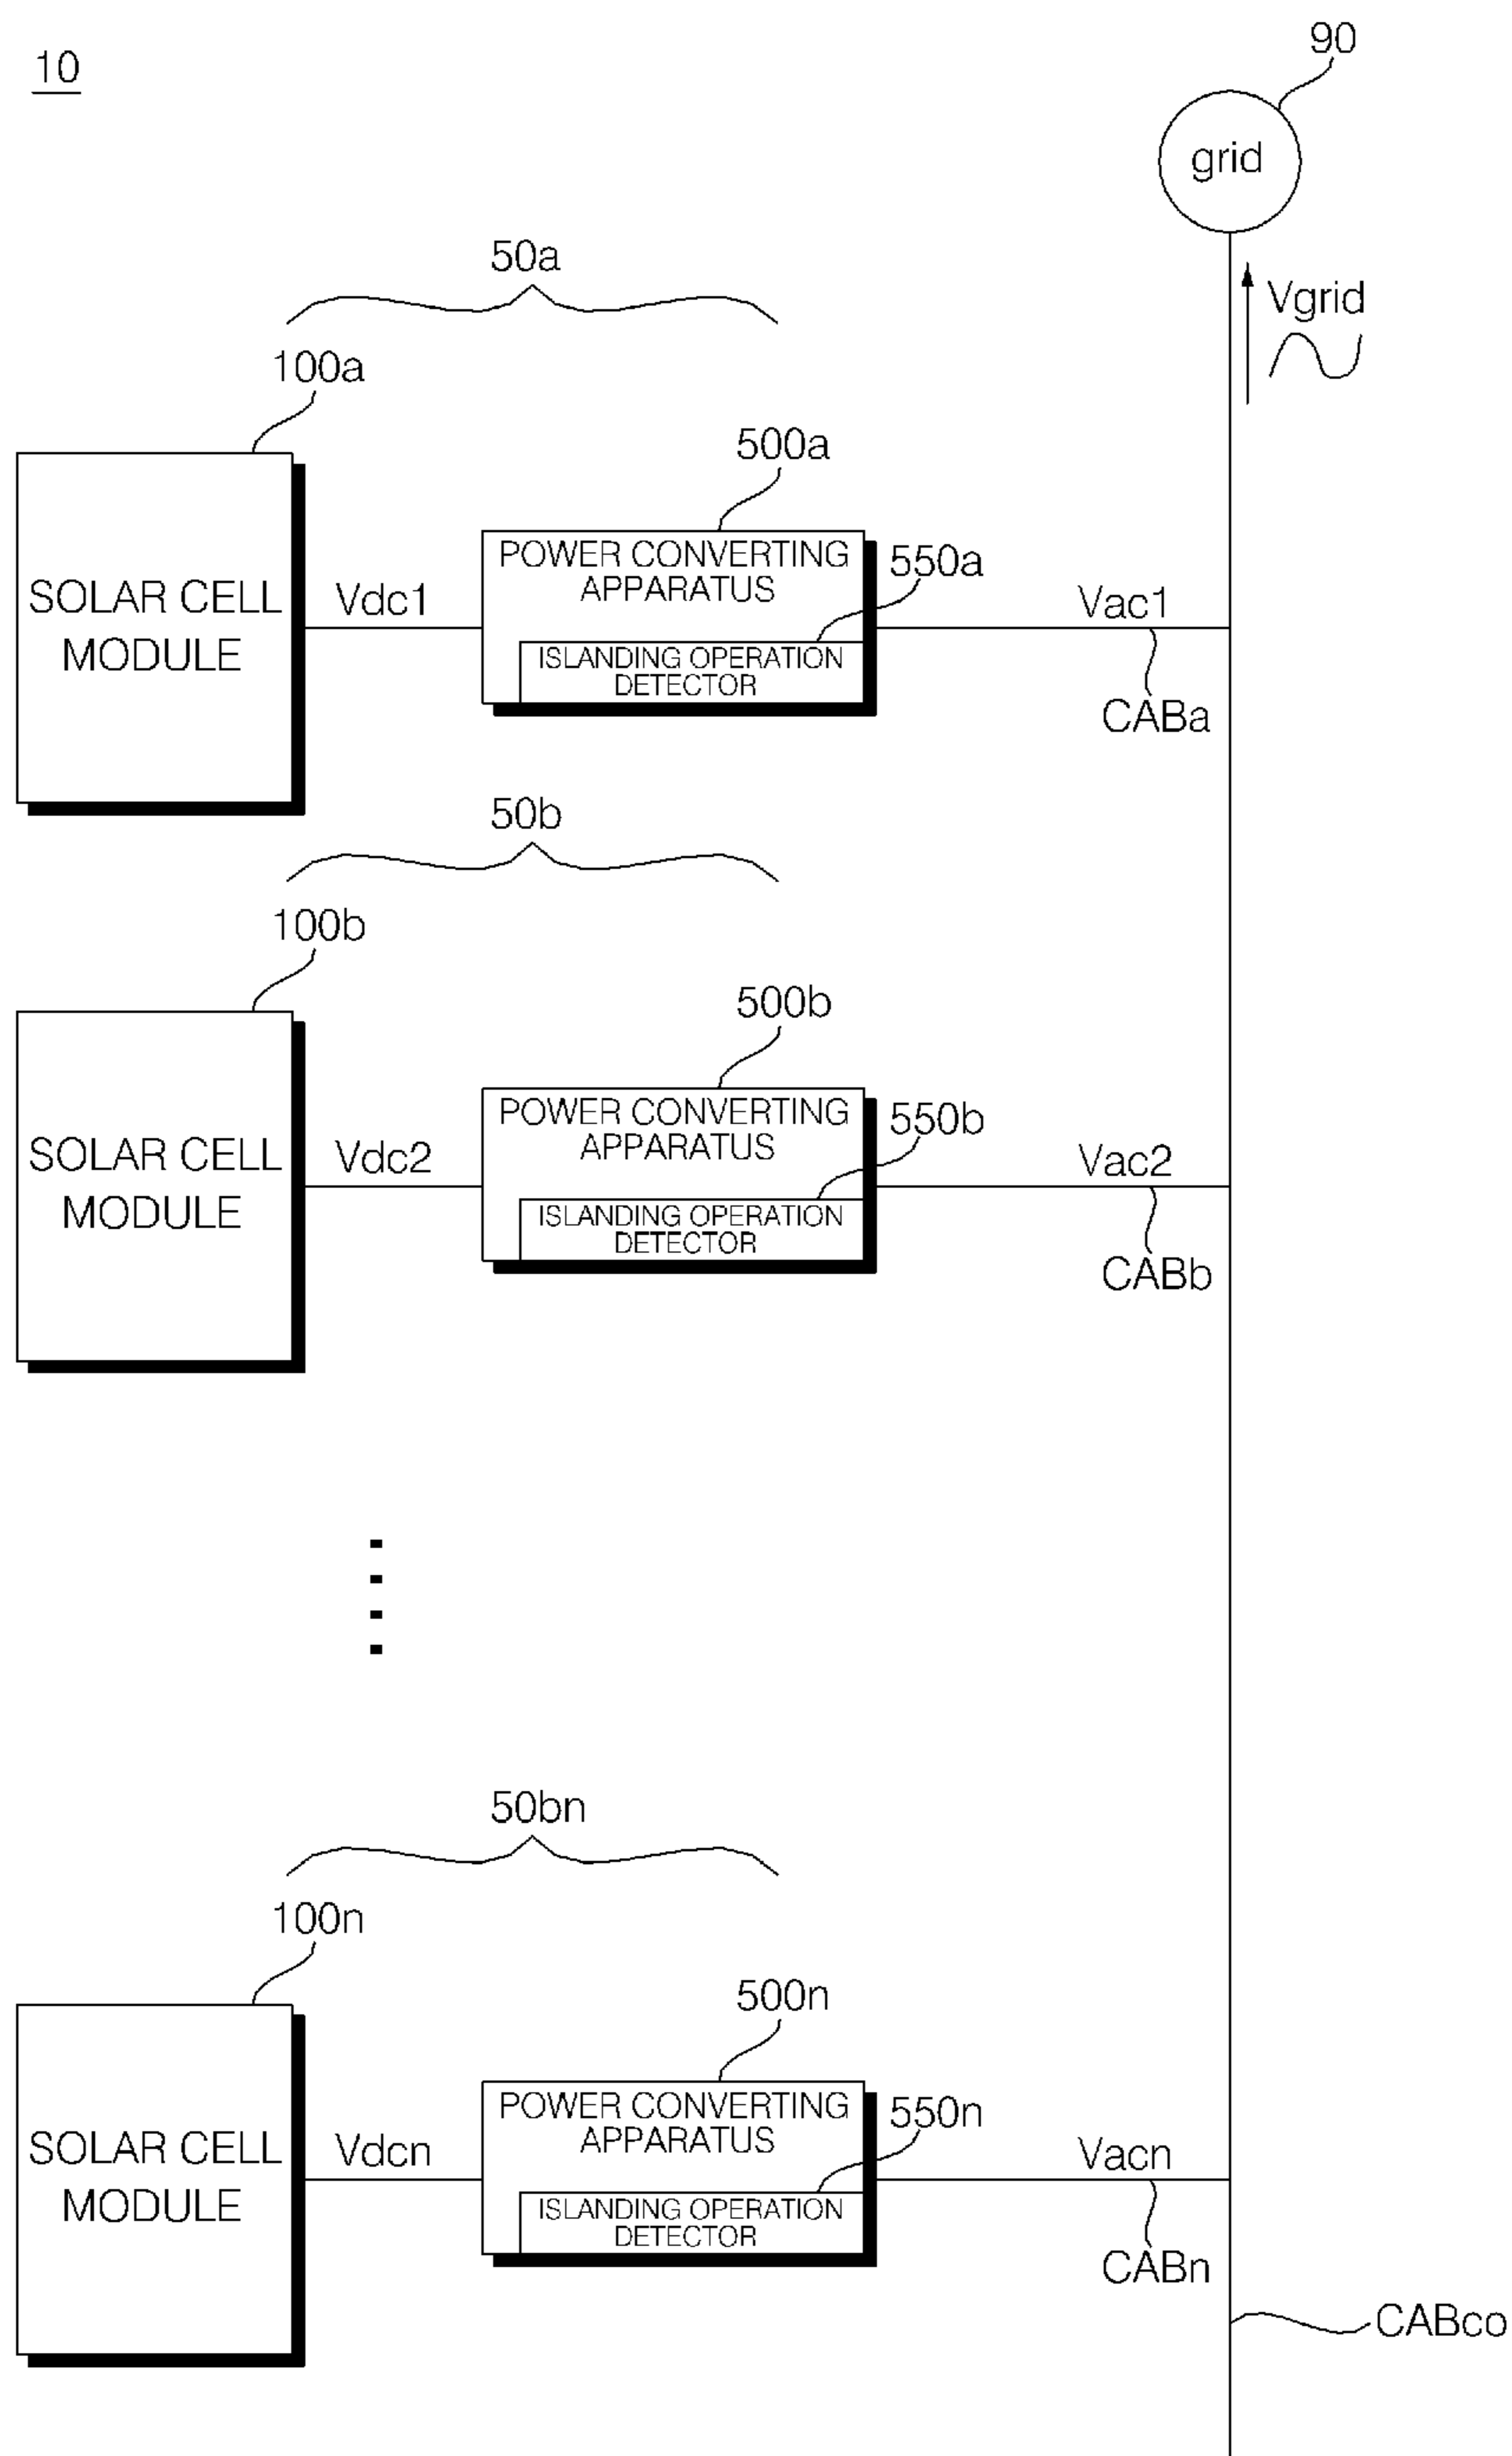 10
90
grid
Vgrid
50a
100a
500a
SOLAR CELL
MODULE
Vdc1
POWER CONVERTING
APPARATUS
550a
ISLANDING OPERATION
DETECTOR
Vac1
CABa
50b
100b
500b
SOLAR CELL
MODULE
Vdc2
POWER CONVERTING
APPARATUS
550b
ISLANDING OPERATION
DETECTOR
Vac2
CABb
50bn
100n
500n
SOLAR CELL
MODULE
Vdcn
POWER CONVERTING
APPARATUS
550n
ISLANDING OPERATION
DETECTOR
Vacn
CABn
CABco